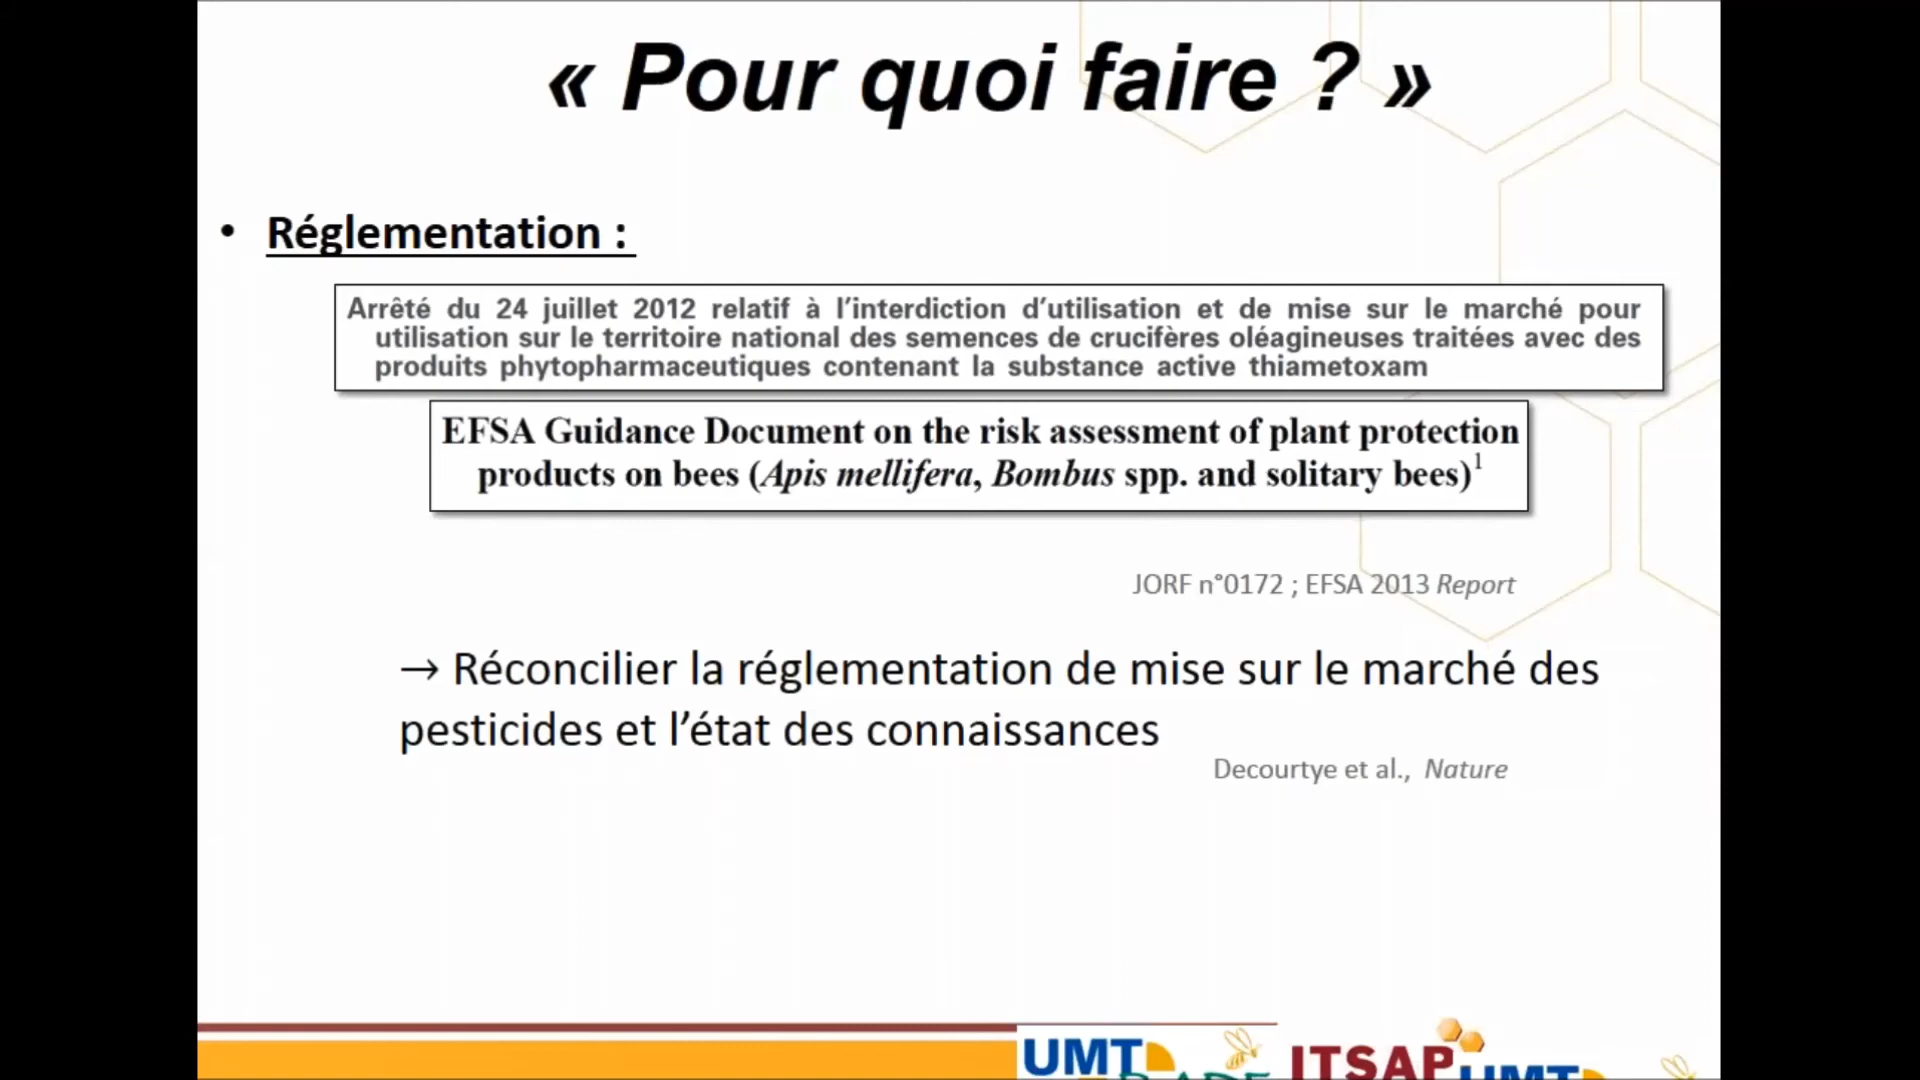 « Pour quoi faire ? »
• Réglementation :
Arrêté du 24 juillet 2012 relatif à l’interdiction d’utilisation et de mise sur le marché pour
utilisation sur le territoire national des semences de crucifères oléagineuses traitées avec des
produits phytopharmaceutiques contenant la substance active thiametoxam
EFSA Guidance Document on the risk assessment of plant protection
products on bees (Apis mellifera, Bombus spp. and solitary bees)1
JORF n°0172 ; EFSA 2013 Report
→ Réconcilier la réglementation de mise sur le marché des
pesticides et l’état des connaissances
Decourtye et al., Nature
UMT ITSAP UMT